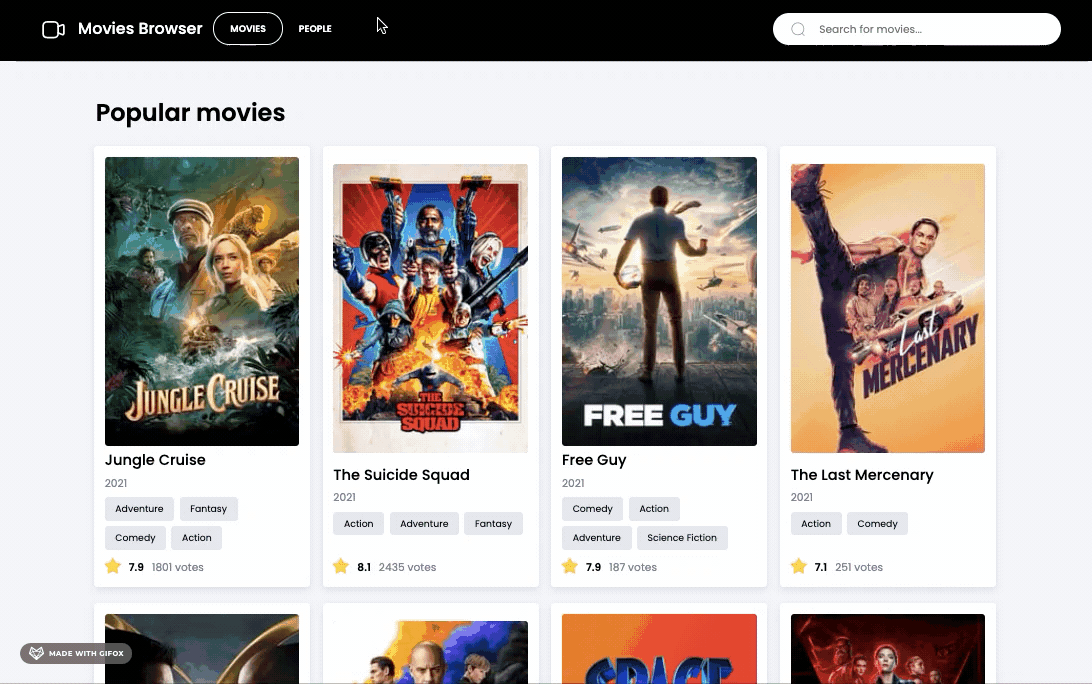 Movies Browser MOVIES PEOPLE Search for movies...
Popular movies
JUNGLE CRUISE
THE
SUICIDE
SQUAD
FREE GUY
the Last
MERCENARY
Jungle Cruise
2021
Adventure Fantasy
Comedy Action
7.9 1801 votes
The Suicide Squad
2021
Action Adventure Fantasy
8.1 2435 votes
Free Guy
2021
Comedy Action
Adventure Science Fiction
7.9 187 votes
The Last Mercenary
2021
Action Comedy
7.1 251 votes
SPACE
MADE WITH GIFOX